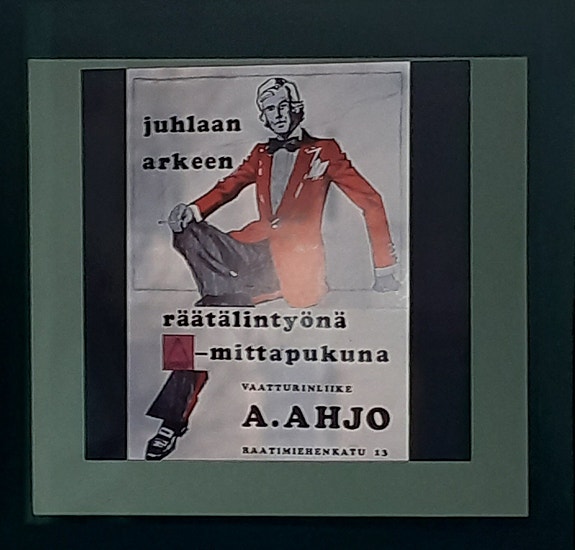 juhlaan
arkeen
räätälintyönä
A-mittapukuna
VAATTURINLIIKE
A.AHJO
RAATIMIEHENKATU 13